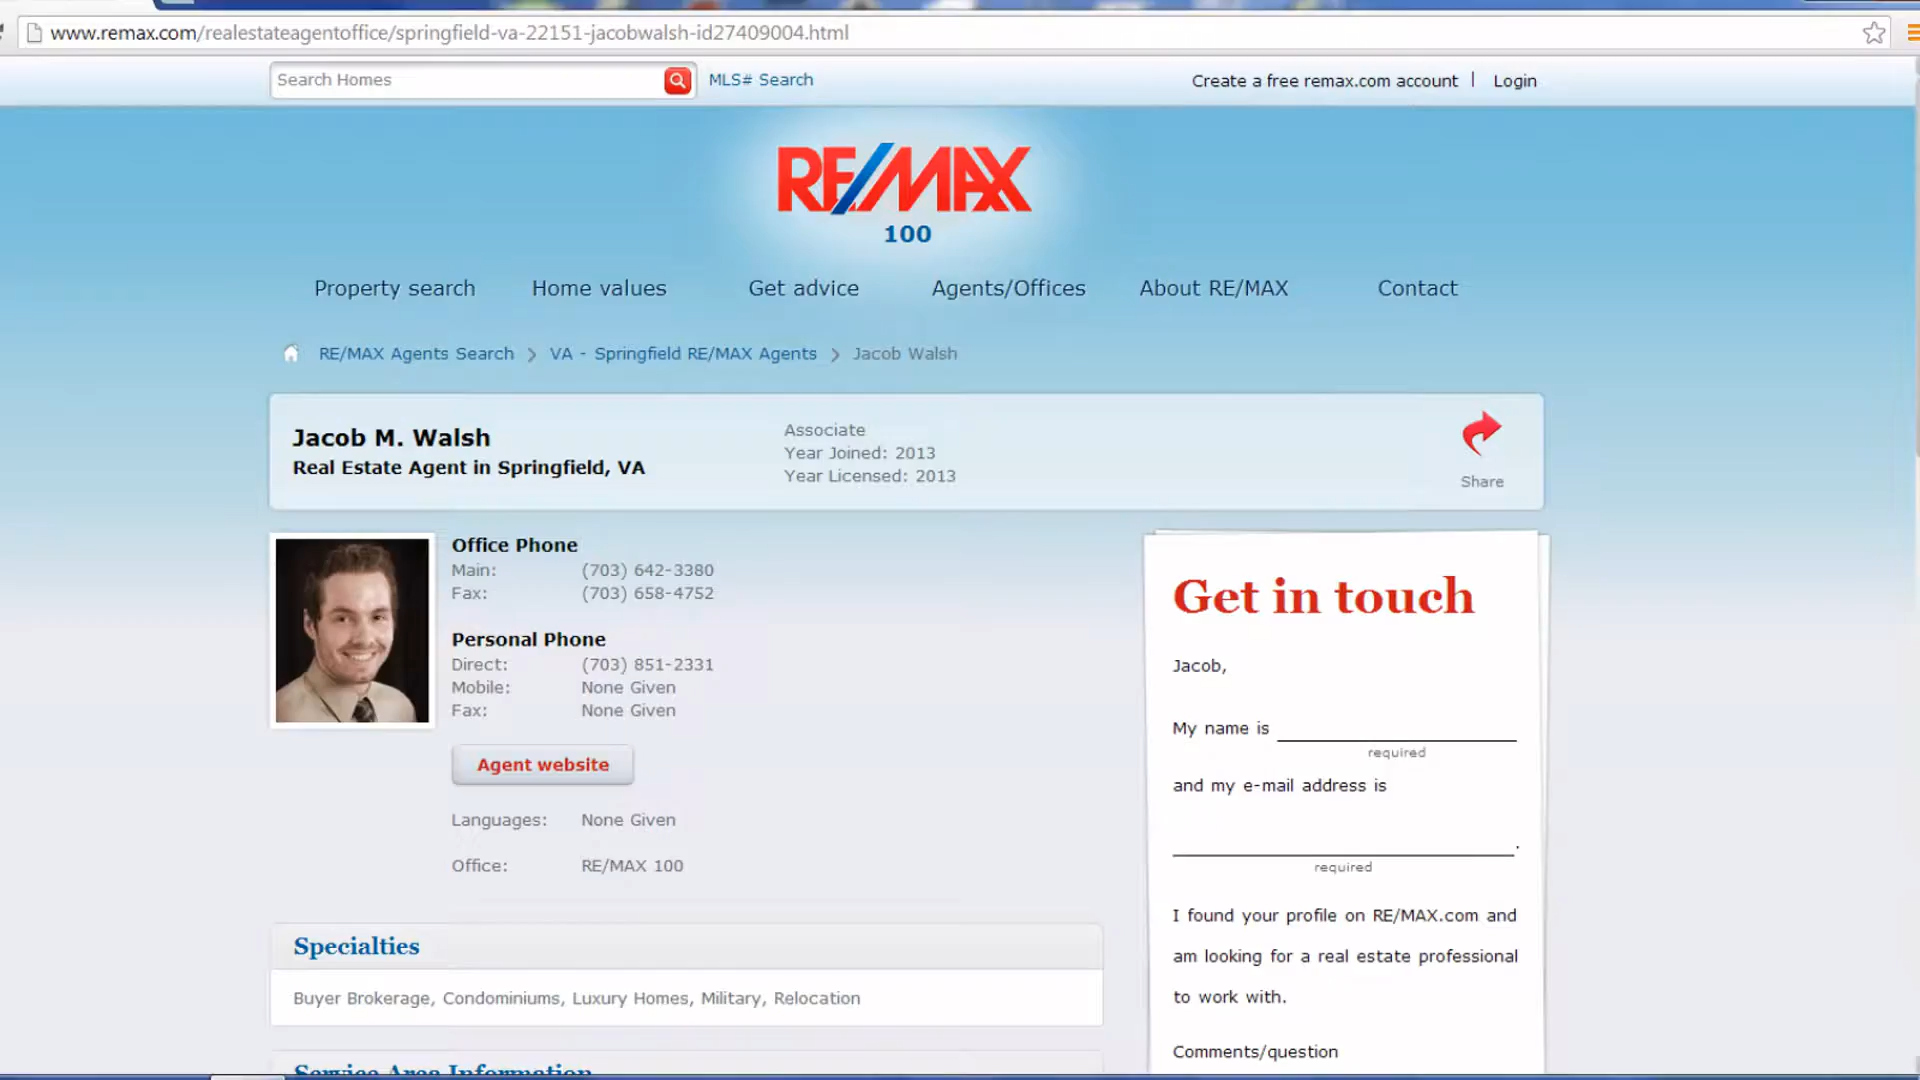 www.remax.com/realestateagentoffice/springfield-va-22151-jacobwalsh-id27409004.html
Search Homes
MLS# Search
Create a free remax.com account | Login
RE/MAX
100
Property search
Home values
Get advice
Agents/Offices
About RE/MAX
Contact
RE/MAX Agents Search > VA - Springfield RE/MAX Agents > Jacob Walsh
Jacob M. Walsh
Real Estate Agent in Springfield, VA
Associate
Year Joined: 2013
Year Licensed: 2013
Share
Office Phone
Main: (703) 642-3380
Fax: (703) 658-4752
Personal Phone
Direct: (703) 851-2331
Mobile: None Given
Fax: None Given
Agent website
Languages: None Given
Office: RE/MAX 100
Specialties
Buyer Brokerage, Condominiums, Luxury Homes, Military, Relocation
Service Area Information
Get in touch
Jacob,
My name is
required
and my e-mail address is
.
required
I found your profile on RE/MAX.com and
am looking for a real estate professional
to work with.
Comments/question